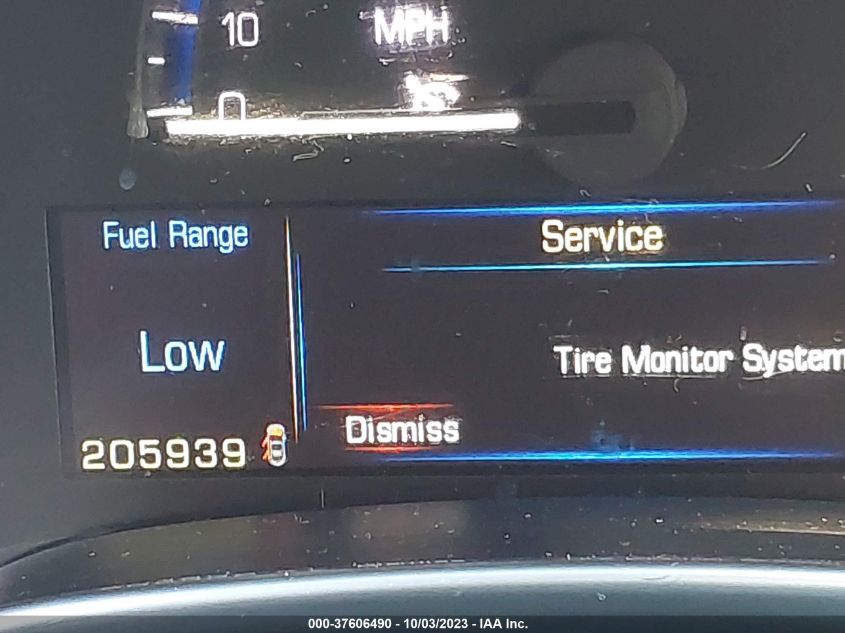 10
MPH
0
Fuel Range
Service
Low
Tire Monitor System
Dismiss
205939
000-37606490 - 10/03/2023 - IAA Inc.